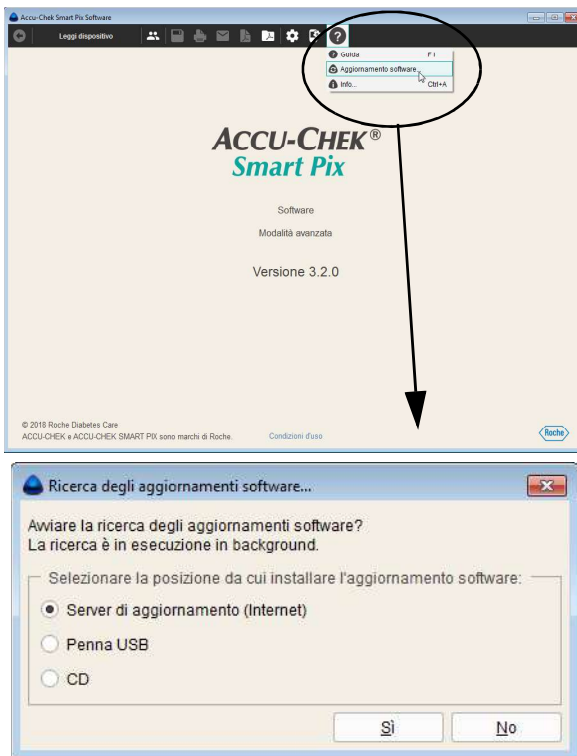 Accu-Chek Smart Pix Software
Leggi dispositivo
?
? Guida F1
Aggiornamento software...
Info... Ctrl+A
ACCU-CHEK®
Smart Pix
Software
Modalità avanzata
Versione 3.2.0
© 2018 Roche Diabetes Care
ACCU-CHEK e ACCU-CHEK SMART PIX sono marchi di Roche. Condizioni d'uso
Roche
Ricerca degli aggiornamenti software...
Avviare la ricerca degli aggiornamenti software?
La ricerca è in esecuzione in background.
Selezionare la posizione da cui installare l'aggiornamento software:
Server di aggiornamento (Internet)
Penna USB
CD
Sì No